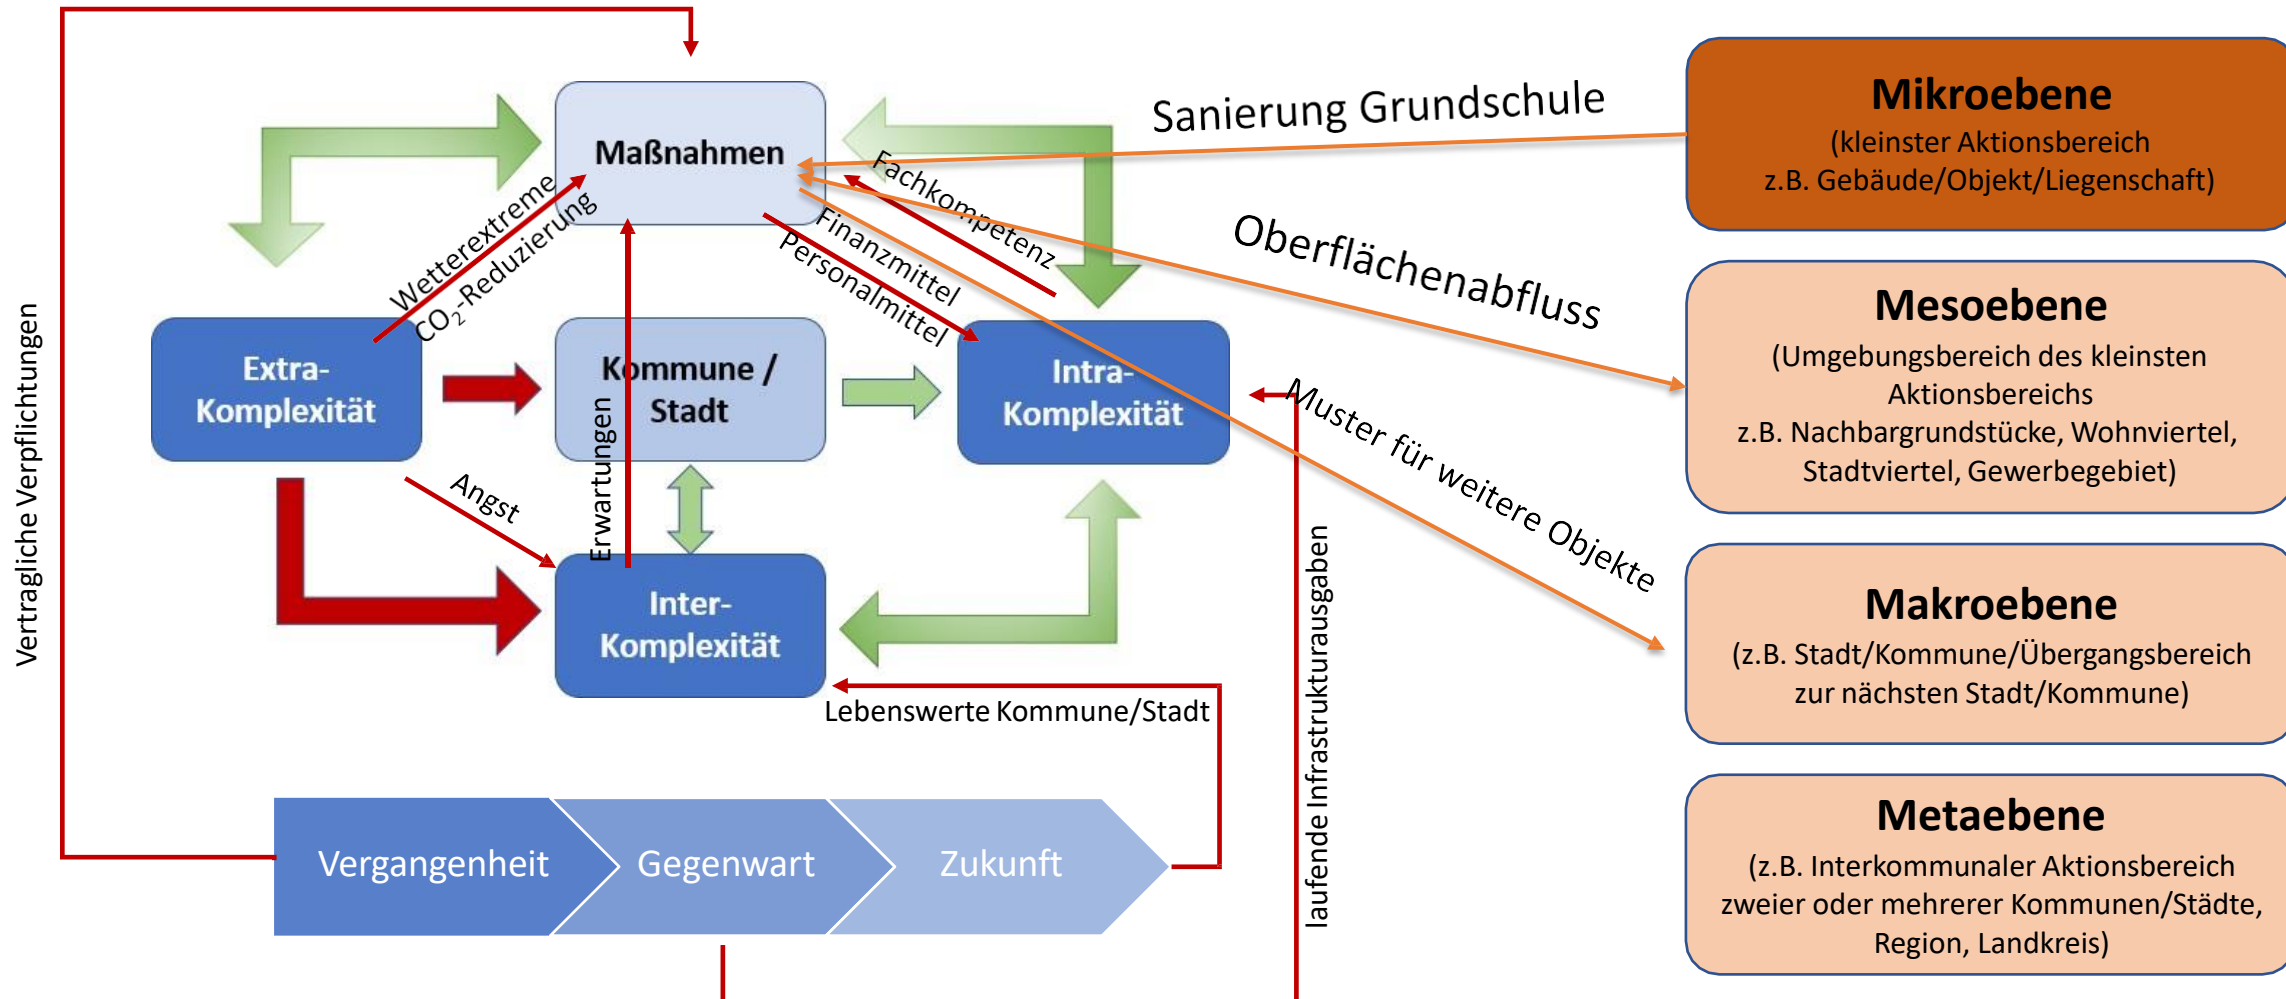 Vertragliche Verpflichtungen
Maßnahmen
Wetterextreme
CO₂-Reduzierung
Fachkompetenz
Finanzmittel
Personalmittel
Extra-
Komplexität
Kommune /
Stadt
Intra-
Komplexität
Angst
Erwartungen
Inter-
Komplexität
Lebenswerte Kommune/Stadt
laufende Infrastrukturausgaben
Vergangenheit
Gegenwart
Zukunft
Sanierung Grundschule
Oberflächenabfluss
Muster für weitere Objekte
Mikroebene
(kleinster Aktionsbereich
z.B. Gebäude/Objekt/Liegenschaft)
Mesoebene
(Umgebungsbereich des kleinsten
Aktionsbereichs
z.B. Nachbargrundstücke, Wohnviertel,
Stadtviertel, Gewerbegebiet)
Makroebene
(z.B. Stadt/Kommune/Übergangsbereich
zur nächsten Stadt/Kommune)
Metaebene
(z.B. Interkommunaler Aktionsbereich
zweier oder mehrerer Kommunen/Städte,
Region, Landkreis)